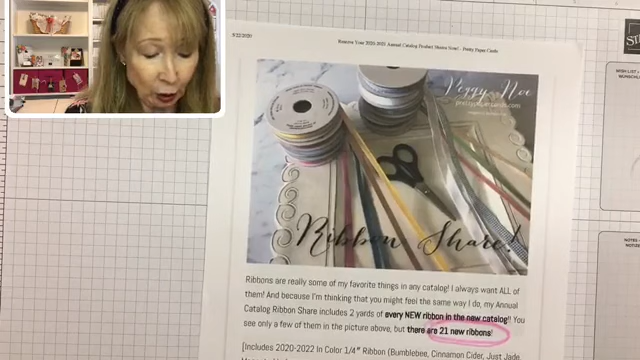 5/22/2020
Reserve Your 2020-2021 Annual Catalog Product Shares Now! - Pretty Paper Cards
Peggy Noe
prettypapercards.com
Ribbon Share!
Ribbons are really some of my favorite things in any catalog! I always want ALL of
them! And because I'm thinking that you might feel the same way I do, my Annual
Catalog Ribbon Share includes 2 yards of every NEW ribbon in the new catalog!! You
see only a few of them in the picture above, but there are 21 new ribbons!
[Includes 2020-2022 In Color 1/4" Ribbon (Bumblebee, Cinnamon Cider, Just Jade,
WISH LIST
NOTES